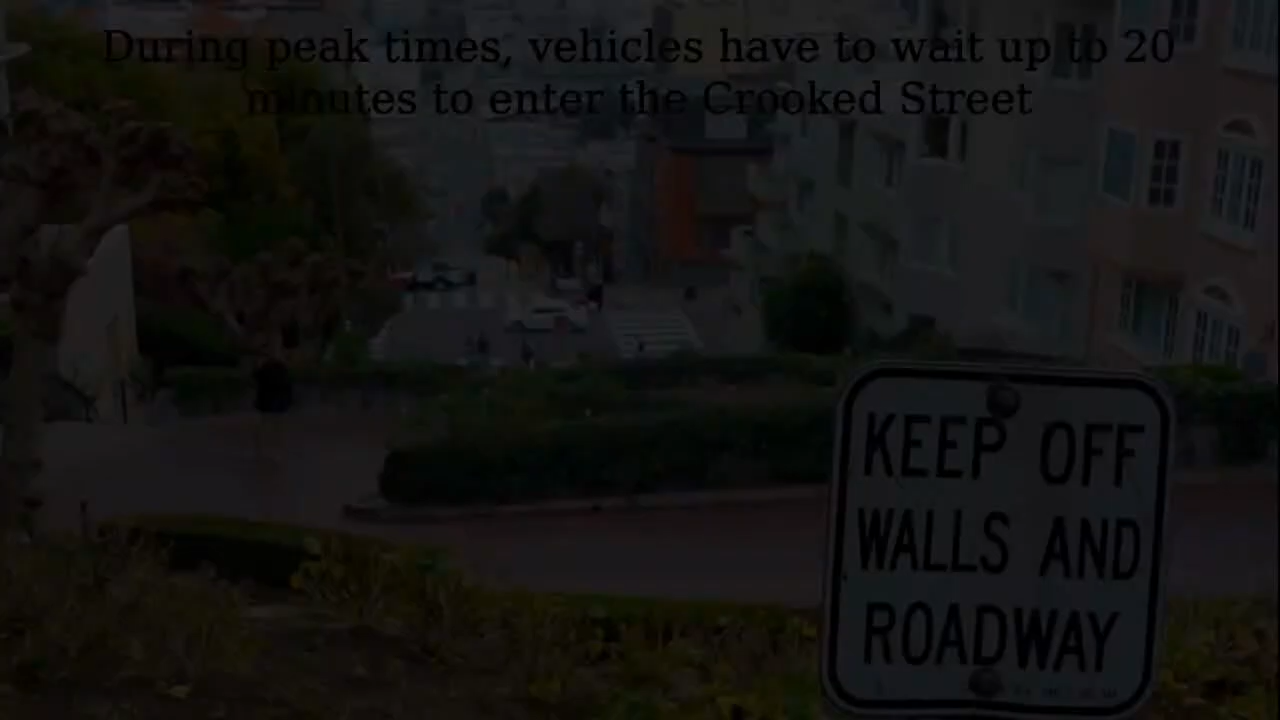 During peak times, vehicles have to wait up to 20
minutes to enter the Crooked Street
KEEP OFF
WALLS AND
ROADWAY